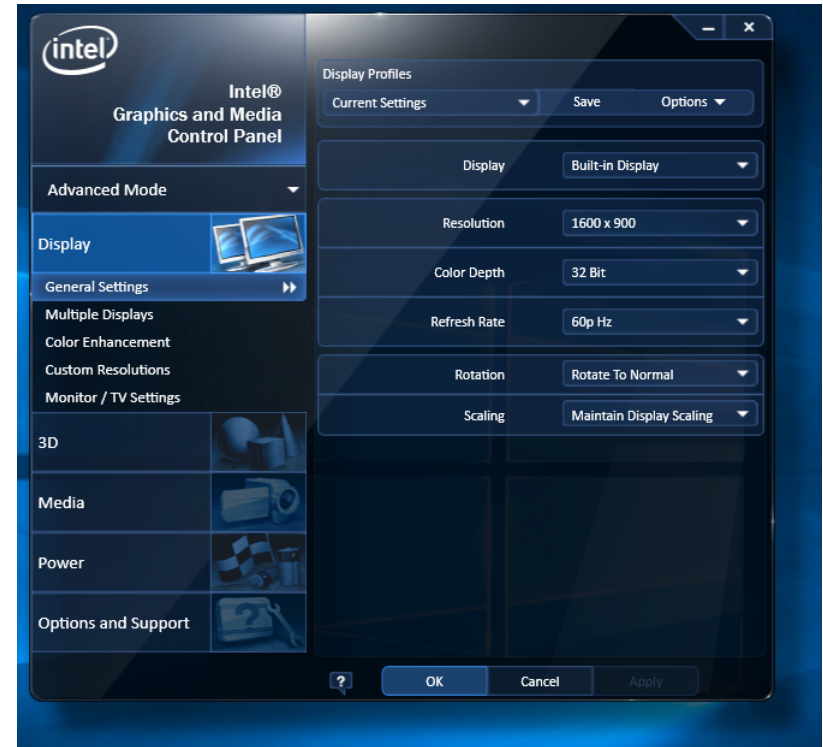 intel
Intel®
Graphics and Media
Control Panel
Advanced Mode
Display
General Settings
Multiple Displays
Color Enhancement
Custom Resolutions
Monitor / TV Settings
3D
Media
Power
Options and Support
Display Profiles
Current Settings Save Options
Display Built-in Display
Resolution 1600 x 900
Color Depth 32 Bit
Refresh Rate 60p Hz
Rotation Rotate To Normal
Scaling Maintain Display Scaling
? OK Cancel Apply